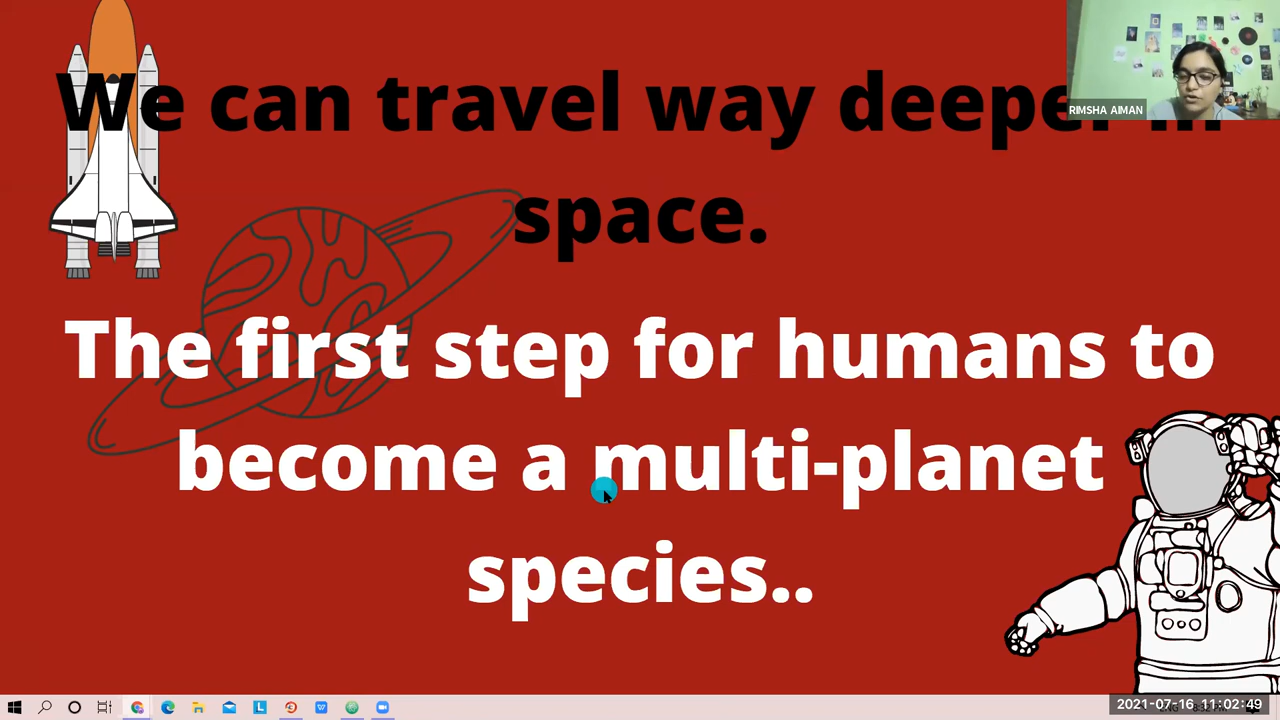 We can travel way deeper in
space.
The first step for humans to
become a multi-planet
species..
RIMSHA AIMAN
2021-07-16 11:02:49